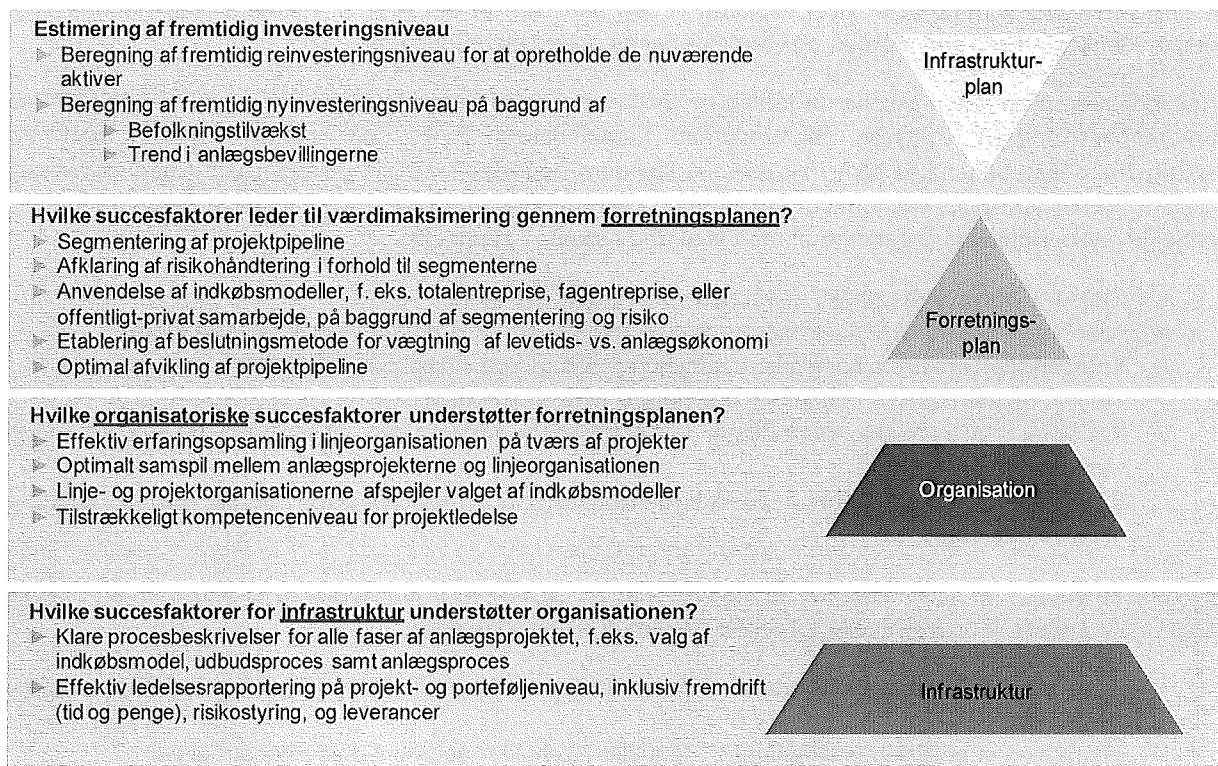 Estimering af fremtidig investeringsniveau
Beregning af fremtidig reinvesteringsniveau for at opretholde de nuværende
aktiver
Beregning af fremtidig nyinvesteringsniveau på baggrund af
Befolkningstilvækst
Trend i anlægsbevillingerne
Infrastruktur-
plan
Hvilke succesfaktorer leder til værdimaksimering gennem forretningsplanen?
Segmentering af projektpipeline
Afklaring af risikohåndtering i forhold til segmenterne
Anvendelse af indkøbsmodeller, f. eks. totalentreprise, fagentreprise, eller
offentligt-privat samarbejde, på baggrund af segmentering og risiko
Etablering af beslutningsmetode for vægtning af levetids- vs. anlægsøkonomi
Optimal afvikling af projektpipeline
Forretnings-
plan
Hvilke organisatoriske succesfaktorer understøtter forretningsplanen?
Effektiv erfaringsopsamling i linjeorganisationen på tværs af projekter
Optimalt samspil mellem anlægsprojekterne og linjeorganisationen
Linje- og projektorganisationerne afspejler valget af indkøbsmodeller
Tilstrækkeligt kompetenceniveau for projektledelse
Organisation
Hvilke succesfaktorer for infrastruktur understøtter organisationen?
Klare procesbeskrivelser for alle faser af anlægsprojektet, f.eks. valg af
indkøbsmodel, udbudsproces samt anlægsproces
Effektiv ledelsesrapportering på projekt- og porteføljeniveau, inklusiv fremdrift
(tid og penge), risikostyring, og leverancer
Infrastruktur